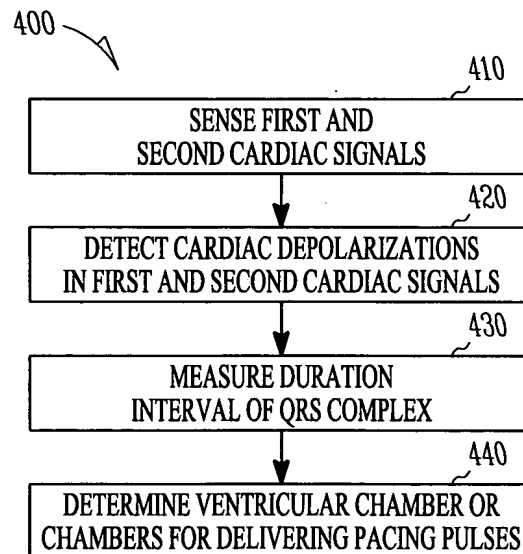 400
410
SENSE FIRST AND
SECOND CARDIAC SIGNALS
420
DETECT CARDIAC DEPOLARIZATIONS
IN FIRST AND SECOND CARDIAC SIGNALS
430
MEASURE DURATION
INTERVAL OF QRS COMPLEX
440
DETERMINE VENTRICULAR CHAMBER OR
CHAMBERS FOR DELIVERING PACING PULSES